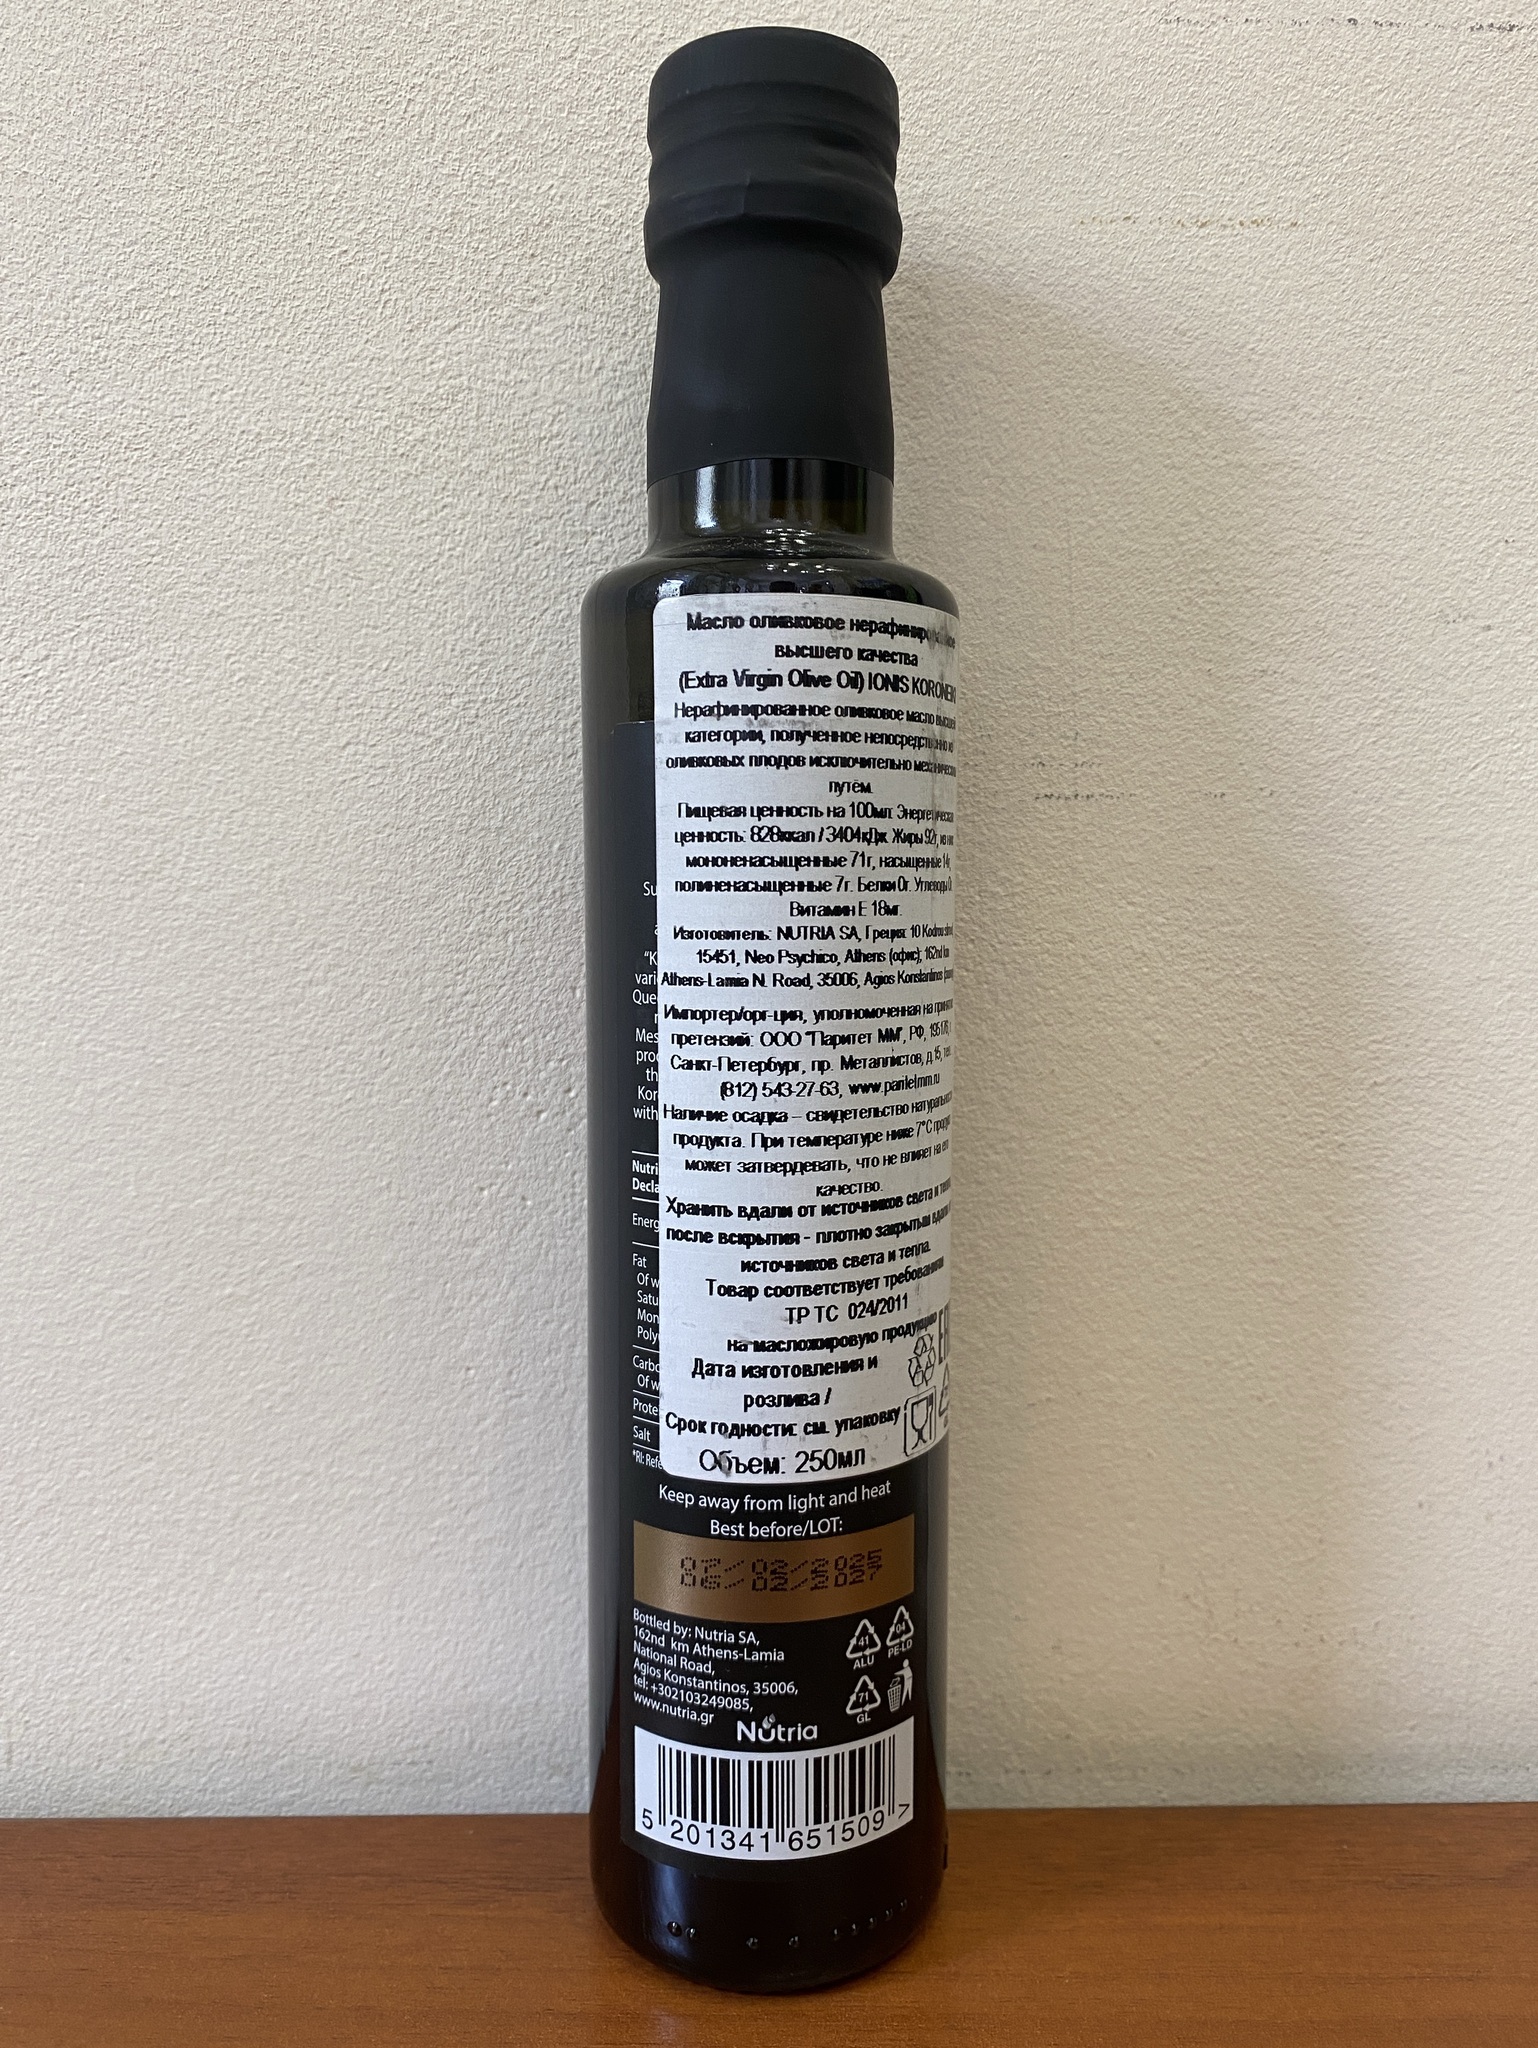 Масло оливковое нерафинированное
высшего качества
(Extra Virgin Olive Oil) IONIS KORONEIKI
Нерафинированное оливковое масло высшей
категории, полученное непосредственно из
оливковых плодов исключительно механическим
путём.
Пищевая ценность на 100мл: Энергетическая
ценность: 828ккал / 3404кДж. Жиры 92г, из них
мононенасыщенные 71г, насыщенные 14г,
полиненасыщенные 7г. Белки 0г. Углеводы 0г.
Витамин Е 18мг.
Изготовитель: NUTRIA SA, Греция: 10 Kodrou
15451, Neo Psychico, Athens (офис); 162nd km
Athens-Lamia N. Road, 35006, Agios Konstantinos
Импортер/орг-ция, уполномоченная на принятие
претензий: ООО "Паритет ММ", РФ, 195176, г.
Санкт-Петербург, пр. Металлистов, д.15, тел.
(812) 543-27-63, www.paritetmm.ru
Наличие осадка – свидетельство натурального
продукта. При температуре ниже 7°C продукт
может затвердевать, что не влияет на его
качество.
Хранить вдали от источников света и тепла,
после вскрытия - плотно закрытым вдали от
источников света и тепла.
Товар соответствует требованиям
ТР ТС 024/2011
на масложировую продукцию
Дата изготовления и
розлива /
Срок годности: см. упаковку
Объем: 250мл
Fat
Salt
Keep away from light and heat
Best before/LOT:
07/02/2025
06/02/2027
Bottled by: Nutria SA,
162nd km Athens-Lamia
National Road,
Agios Konstantinos, 35006,
tel: +302103249085,
www.nutria.gr
41
ALU
04
PE-LD
71
GL
Nutria
5 201341 651509 >